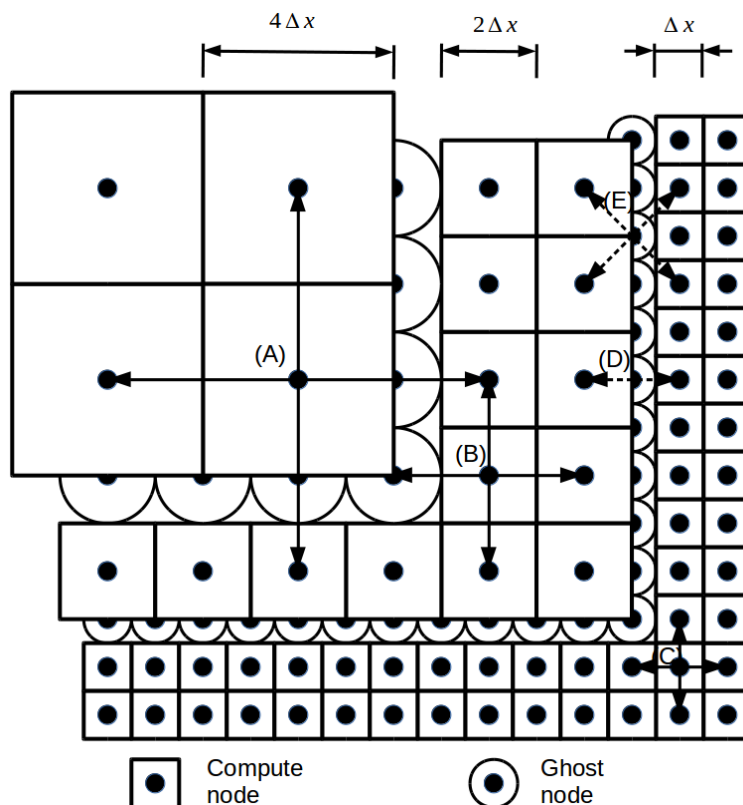 4 Δ x
2 Δ x
Δ x
(E)
(A)
(D)
(B)
(C)
Compute
node
Ghost
node